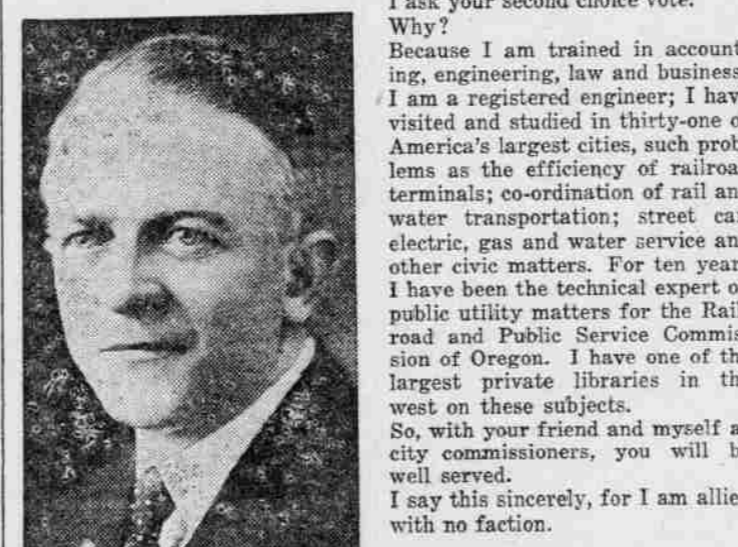 I ask your second choice vote.
Why?
Because I am trained in account
ing, engineering, law and business
I am a registered engineer; I hav
visited and studied in thirty-one o
America's largest cities, such prob
lems as the efficiency of railroa
terminals; co-ordination of rail an
water transportation; street ca
electric, gas and water service an
other civic matters. For ten year
I have been the technical expert o
public utility matters for the Rail
road and Public Service Commis
sion of Oregon. I have one of th
largest private libraries in th
west on these subjects.
So, with your friend and myself a
city commissioners, you will b
well served.
I say this sincerely, for I am allie
with no faction.